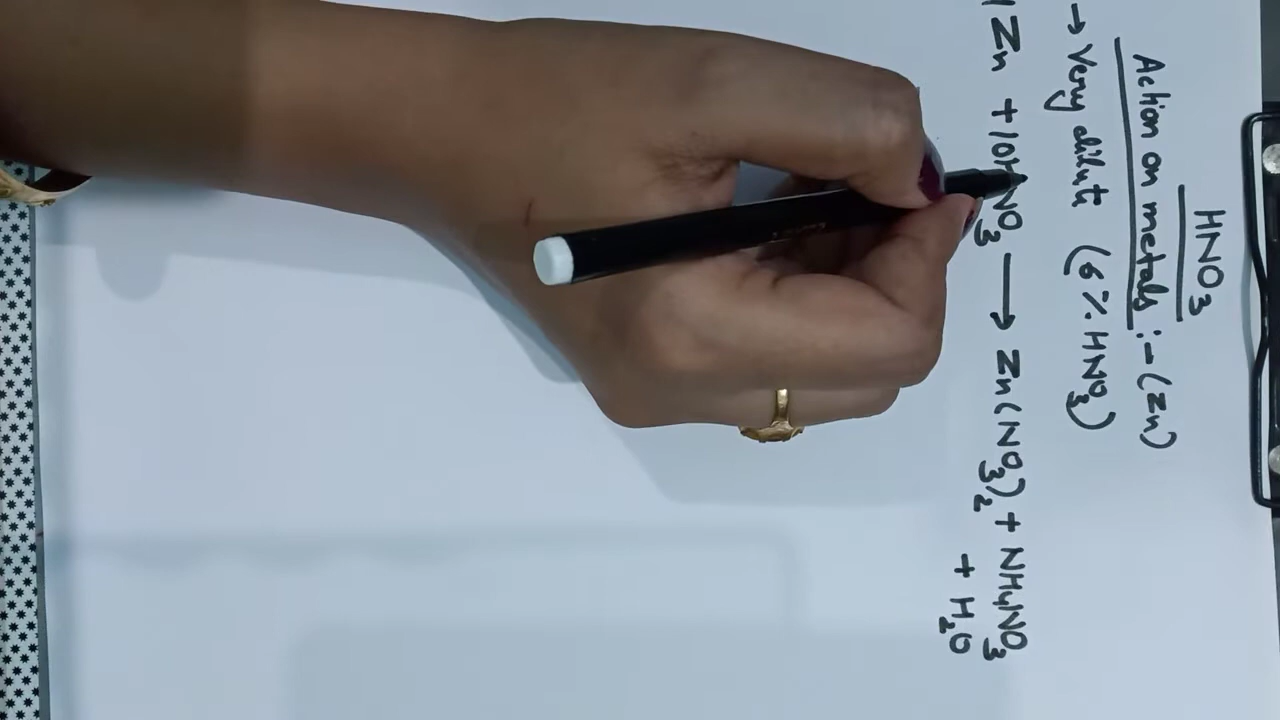 HNO₃
Action on metals :- (Zn)
→ Very dilute (6% HNO₃)
Zn + 10HNO₃ → Zn(NO₃)₂ + NH₄NO₃
+ H₂O